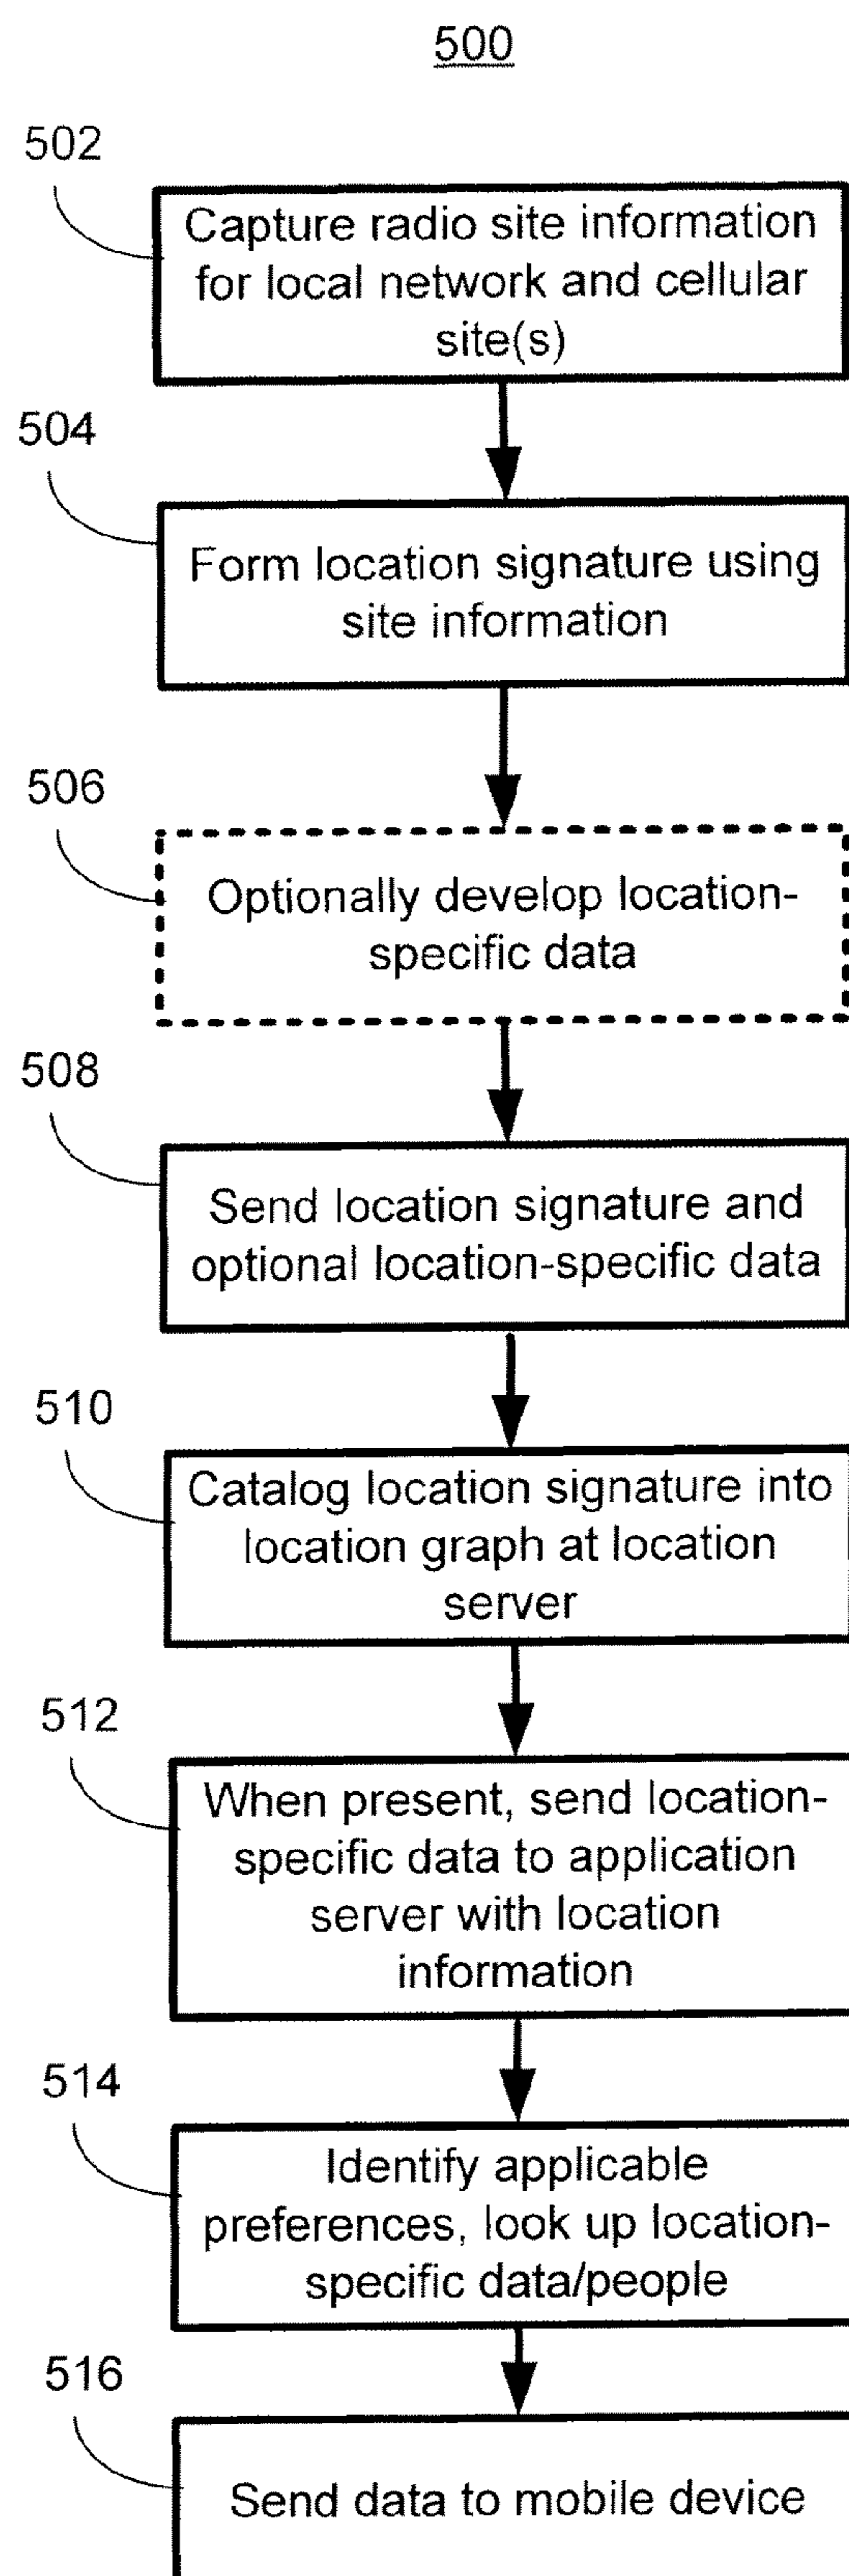 500
502
Capture radio site information
for local network and cellular
site(s)
504
Form location signature using
site information
506
Optionally develop location-
specific data
508
Send location signature and
optional location-specific data
510
Catalog location signature into
location graph at location
server
512
When present, send location-
specific data to application
server with location
information
514
Identify applicable
preferences, look up location-
specific data/people
516
Send data to mobile device